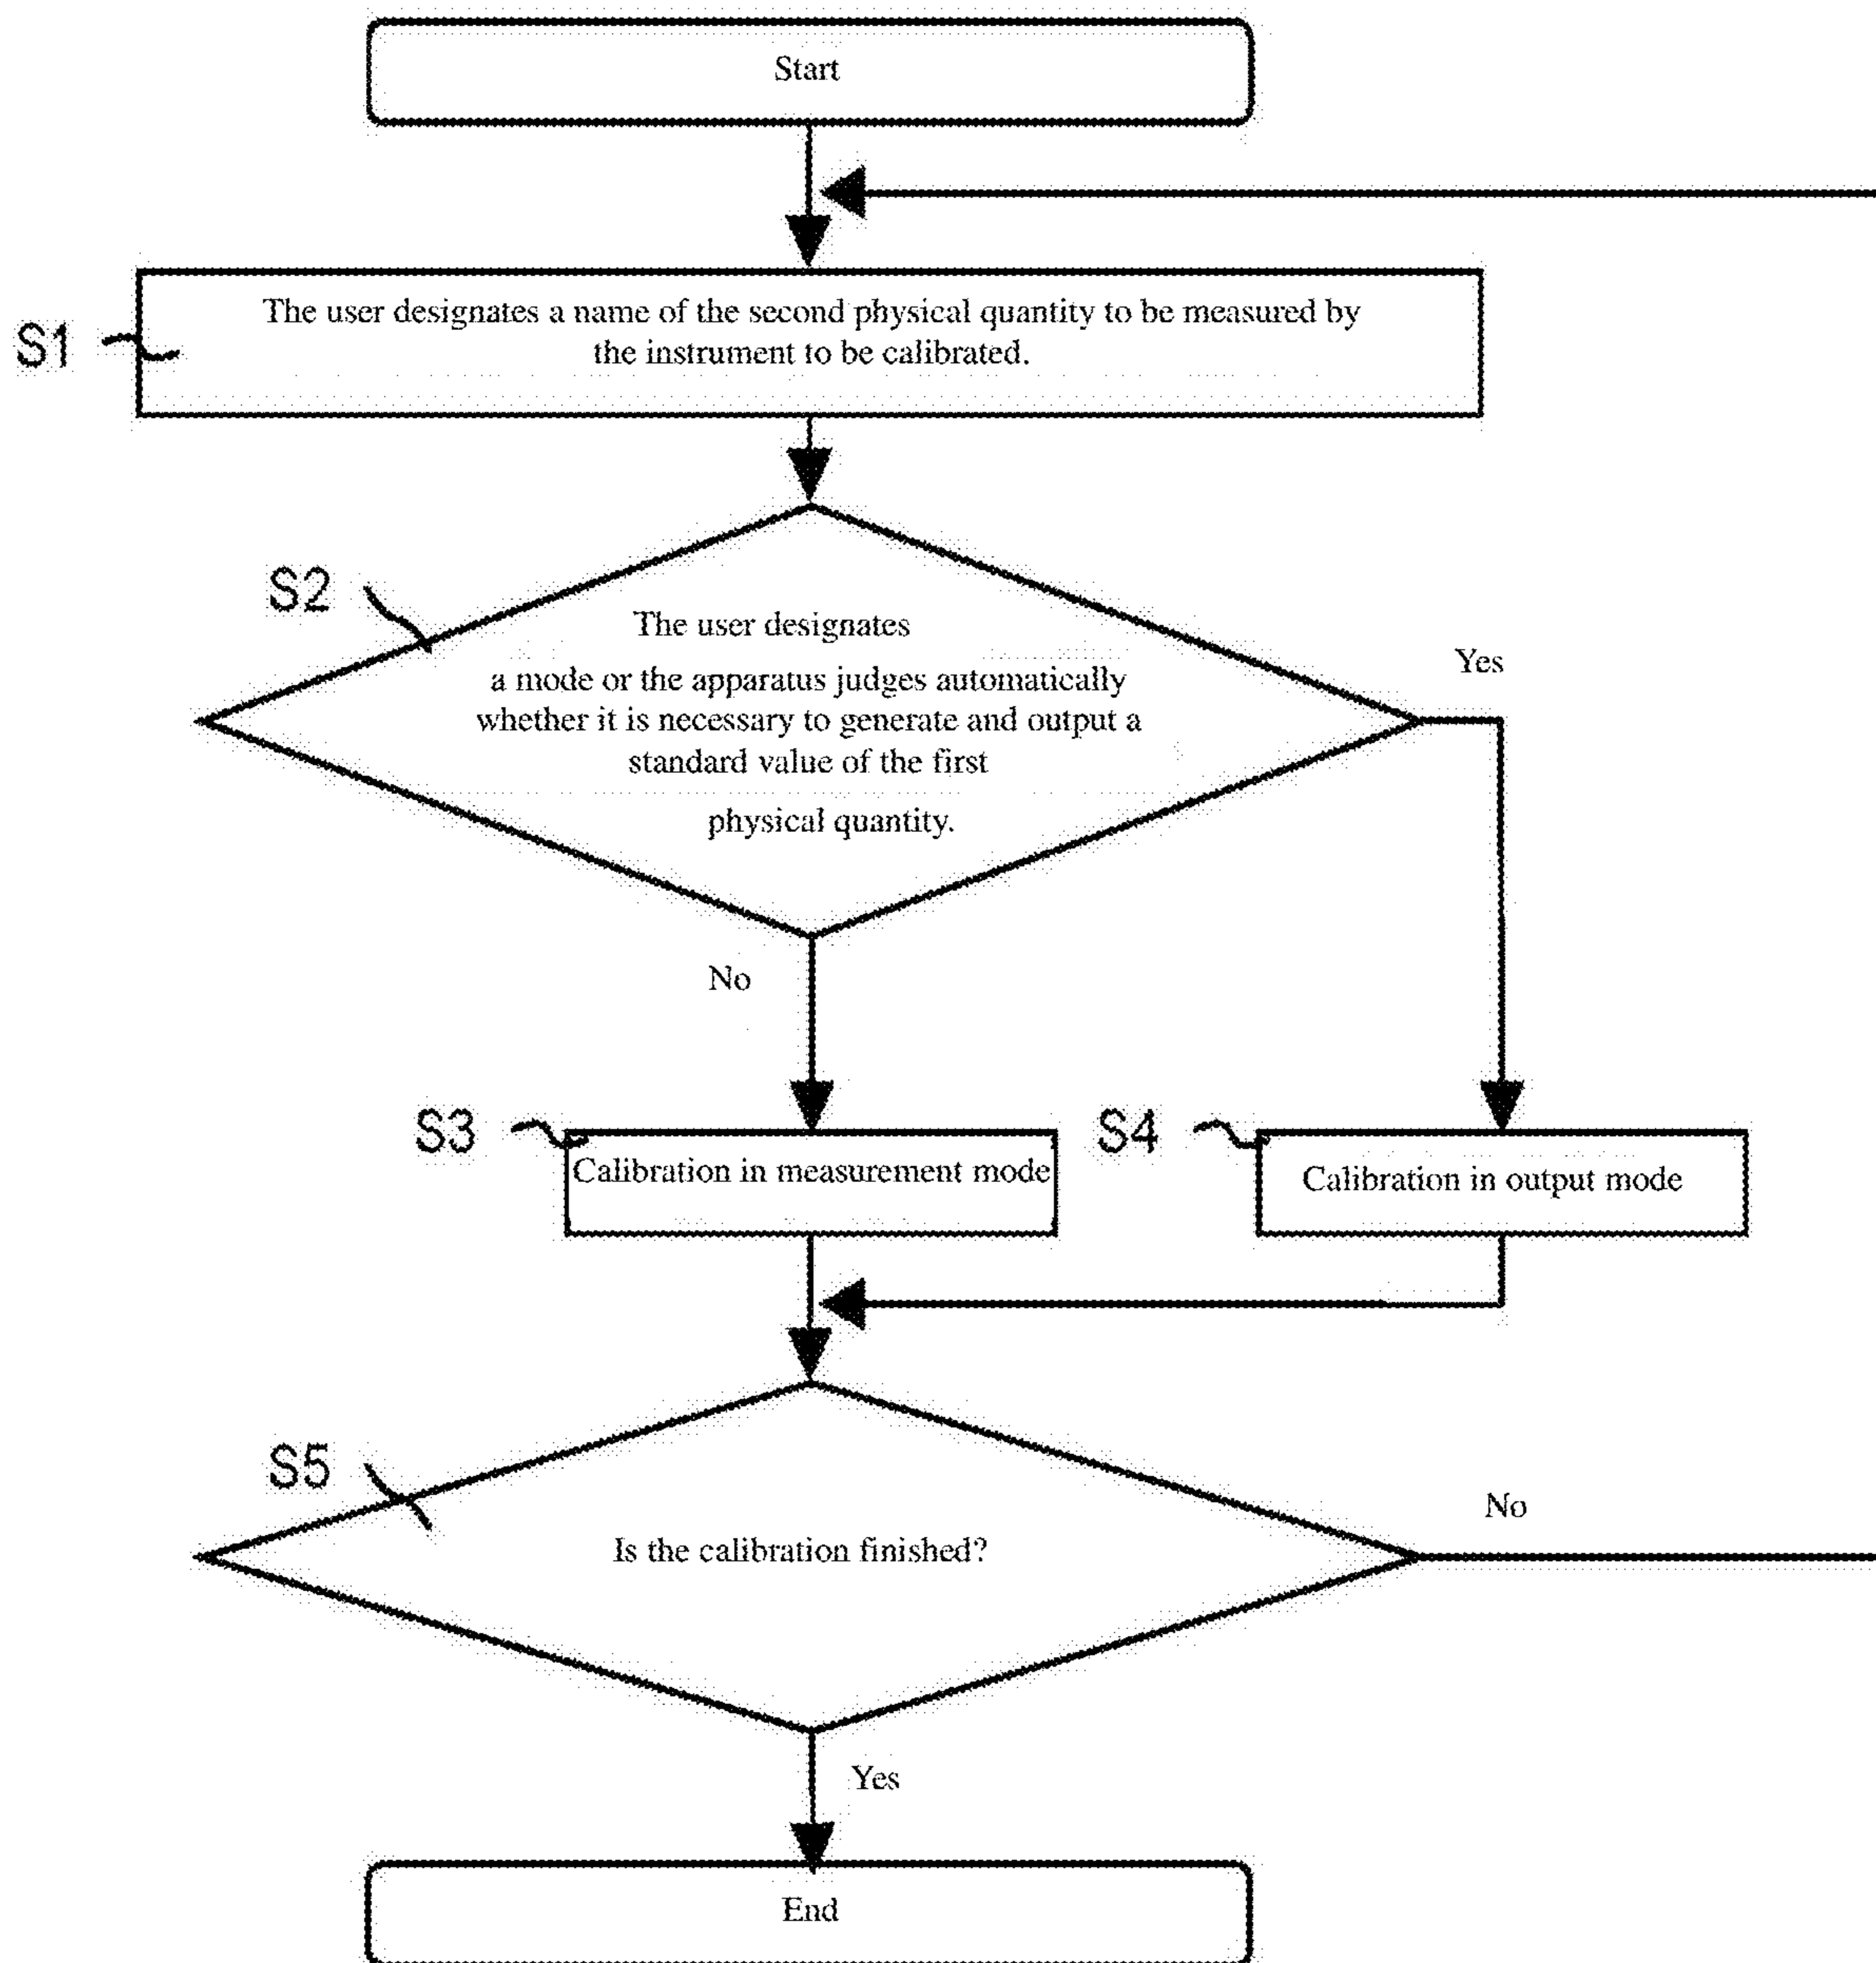 Start
S1
The user designates a name of the second physical quantity to be measured by
the instrument to be calibrated.
S2
The user designates
a mode or the apparatus judges automatically
whether it is necessary to generate and output a
standard value of the first
physical quantity.
Yes
No
S3
Calibration in measurement mode
S4
Calibration in output mode
S5
Is the calibration finished?
No
Yes
End